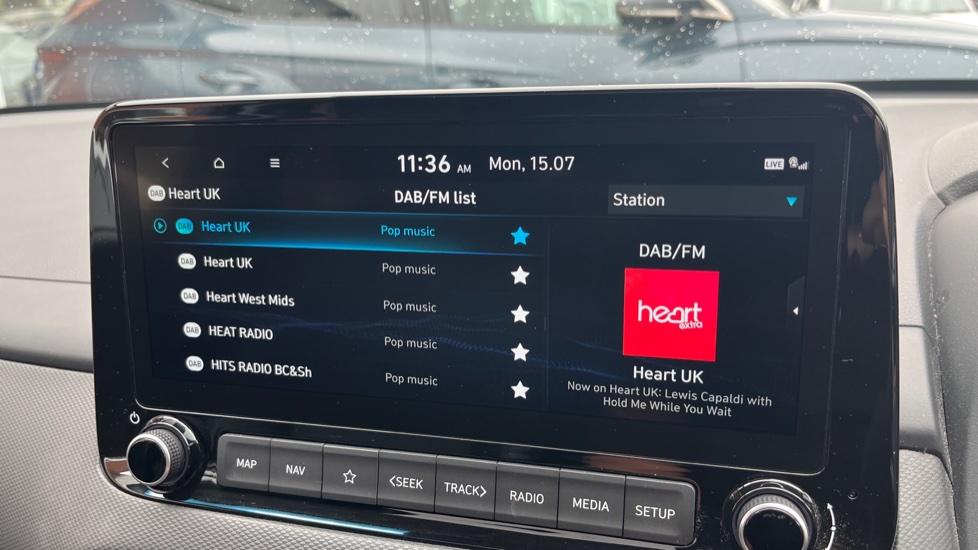 11:36 AM Mon, 15.07 LIVE
DAB Heart UK DAB/FM list Station
DAB Heart UK Pop music
DAB Heart UK Pop music
DAB Heart West Mids Pop music
DAB HEAT RADIO Pop music
DAB HITS RADIO BC&Sh Pop music
DAB/FM
heart
extra
Heart UK
Now on Heart UK: Lewis Capaldi with
Hold Me While You Wait
MAP NAV <SEEK TRACK> RADIO MEDIA SETUP